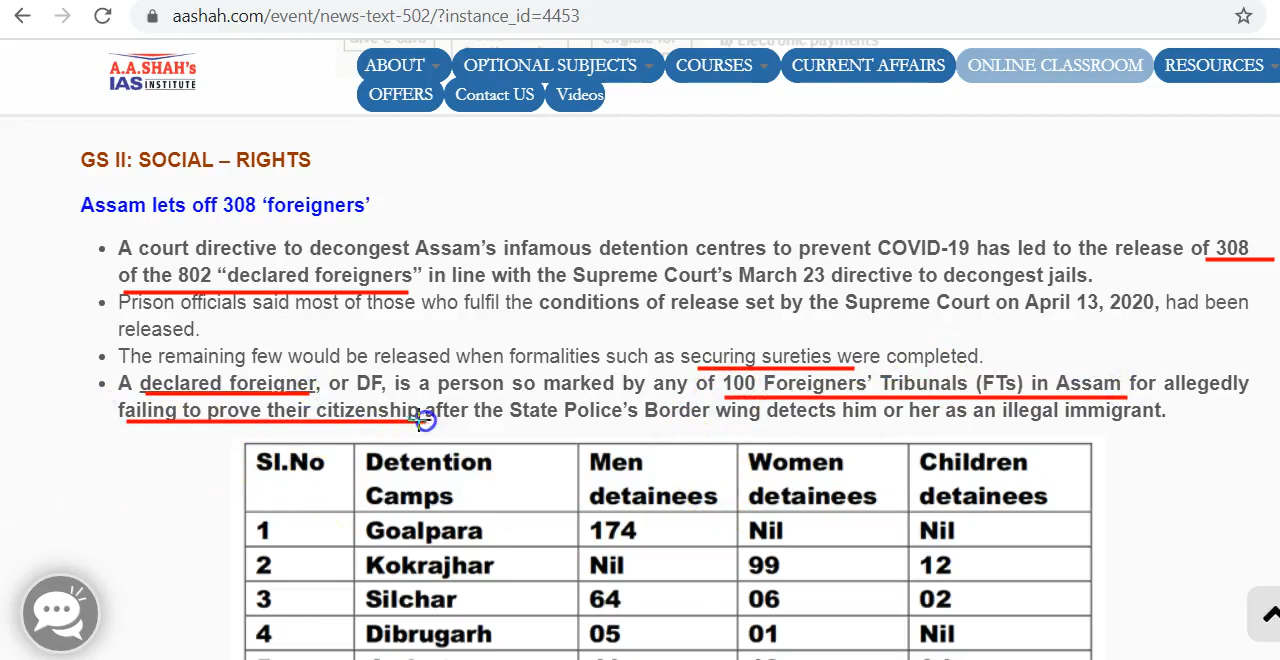 aashah.com/event/news-text-502/?instance_id=4453
A.A.SHAH's
IAS INSTITUTE
ABOUT OPTIONAL SUBJECTS COURSES CURRENT AFFAIRS ONLINE CLASSROOM RESOURCES
OFFERS Contact US Videos
GS II: SOCIAL – RIGHTS
Assam lets off 308 ‘foreigners’
• A court directive to decongest Assam’s infamous detention centres to prevent COVID-19 has led to the release of 308
of the 802 “declared foreigners” in line with the Supreme Court’s March 23 directive to decongest jails.
• Prison officials said most of those who fulfil the conditions of release set by the Supreme Court on April 13, 2020, had been
released.
• The remaining few would be released when formalities such as securing sureties were completed.
• A declared foreigner, or DF, is a person so marked by any of 100 Foreigners’ Tribunals (FTs) in Assam for allegedly
failing to prove their citizenship after the State Police’s Border wing detects him or her as an illegal immigrant.
Sl.No Detention Men Women Children
Camps detainees detainees detainees
1 Goalpara 174 Nil Nil
2 Kokrajhar Nil 99 12
3 Silchar 64 06 02
4 Dibrugarh 05 01 Nil